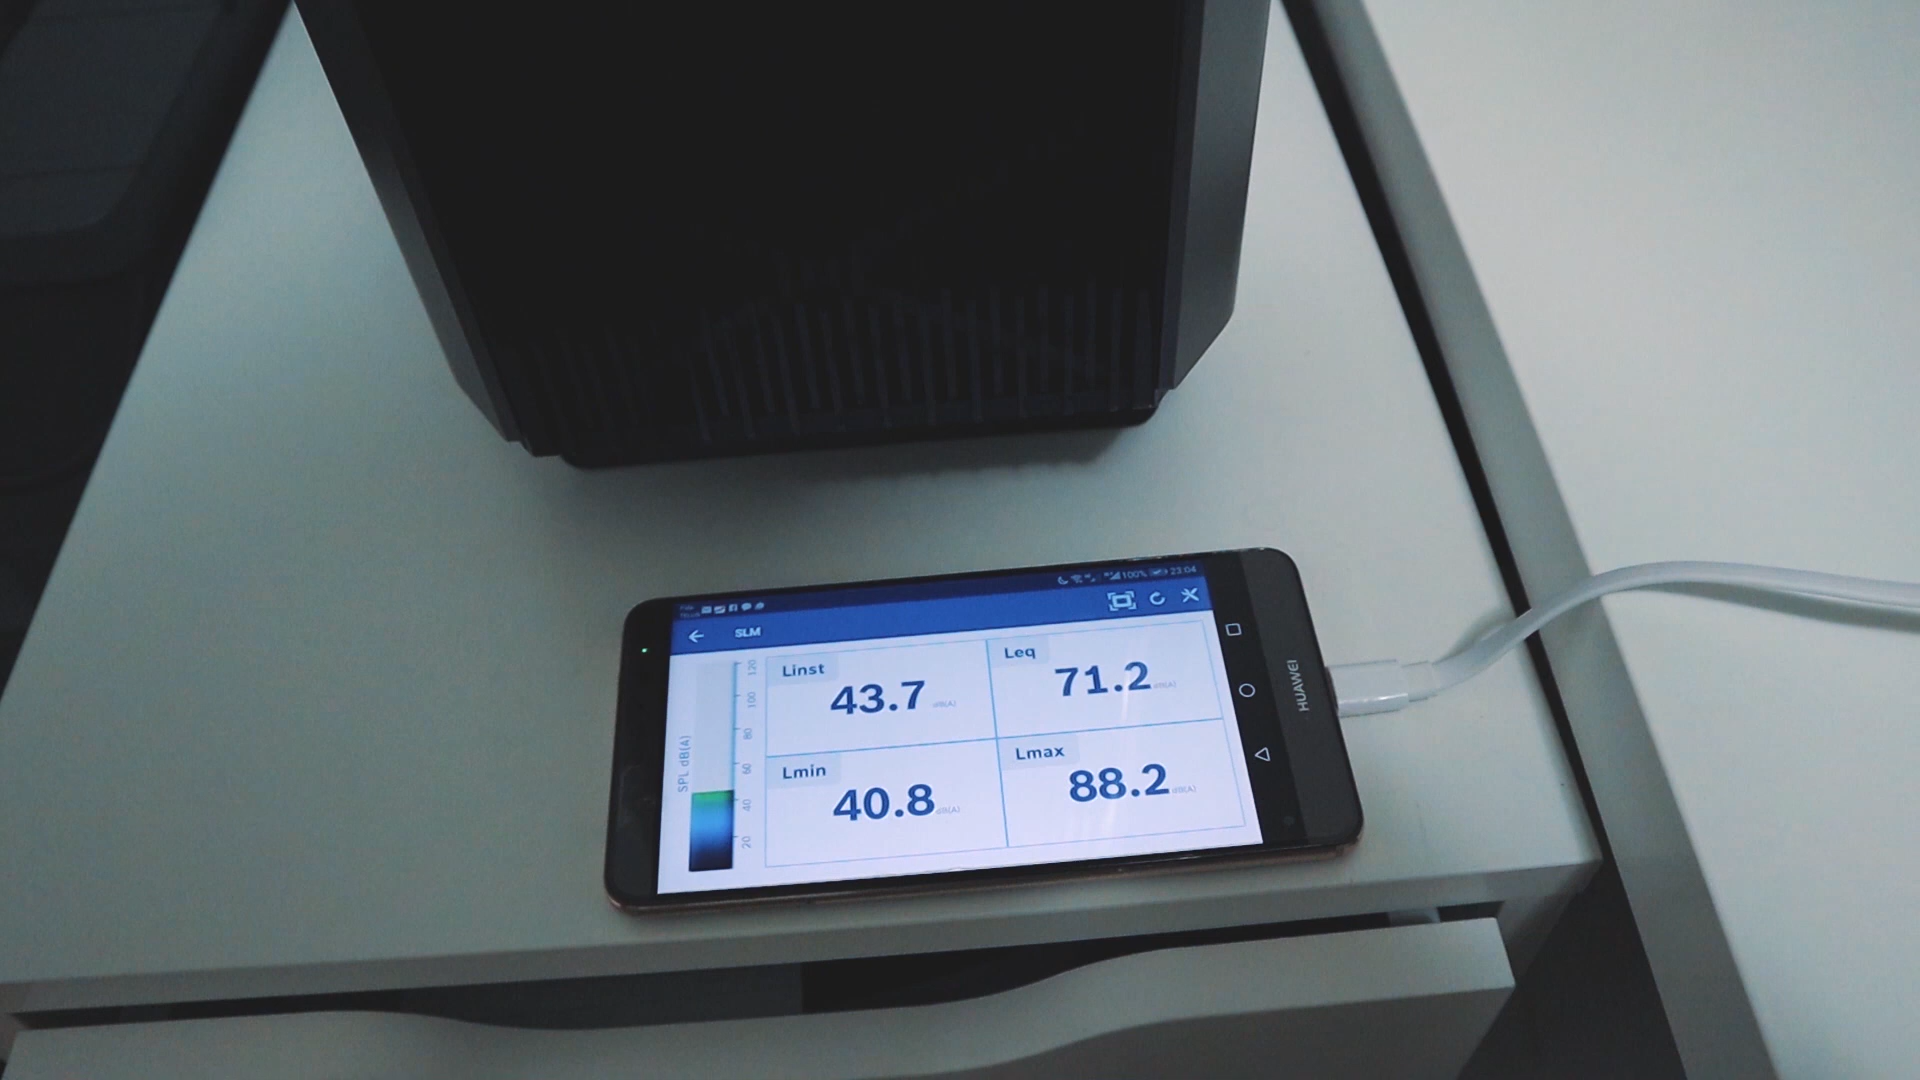 100% 23:04
SLM
SPL dB(A)
120
100
80
60
40
20
Linst
43.7 dB(A)
Leq
71.2 dB(A)
Lmin
40.8 dB(A)
Lmax
88.2 dB(A)
HUAWEI